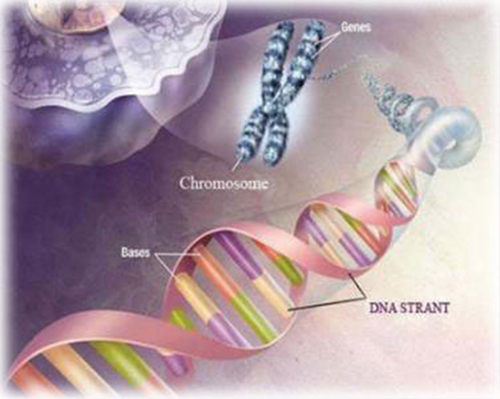 Genes
Chromosome
Bases
DNA STRANT